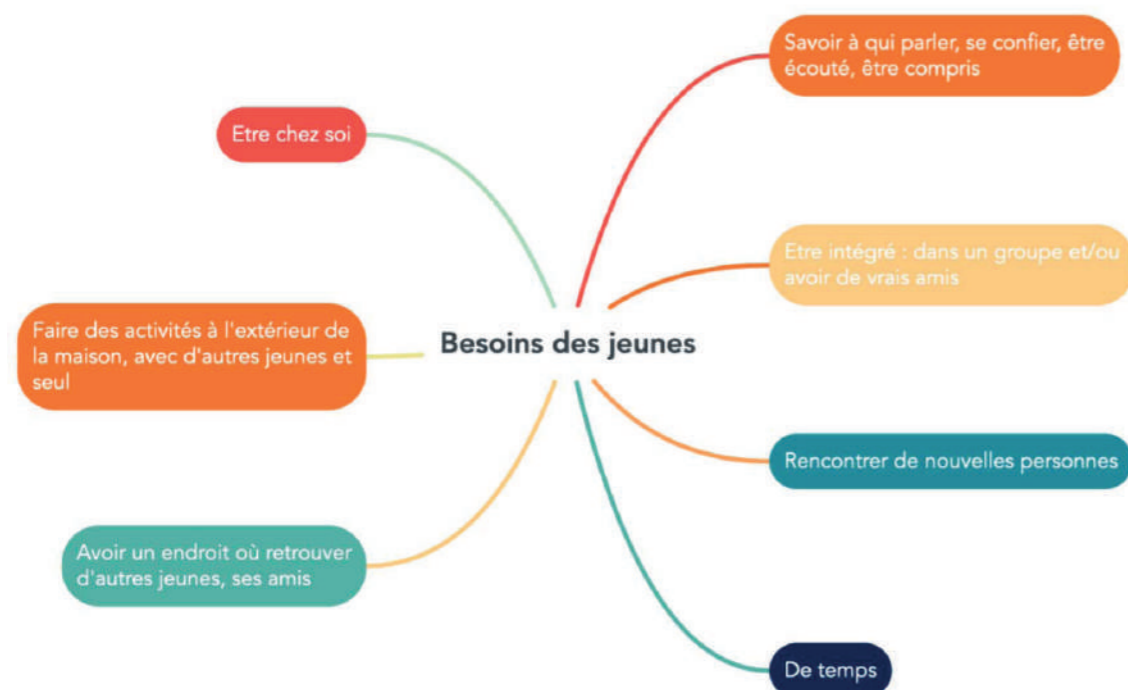 Savoir à qui parler, se confier, être
écouté, être compris
Etre chez soi
Etre intégré : dans un groupe et/ou
avoir de vrais amis
Faire des activités à l'extérieur de
la maison, avec d'autres jeunes et
seul
Besoins des jeunes
Rencontrer de nouvelles personnes
Avoir un endroit où retrouver
d'autres jeunes, ses amis
De temps